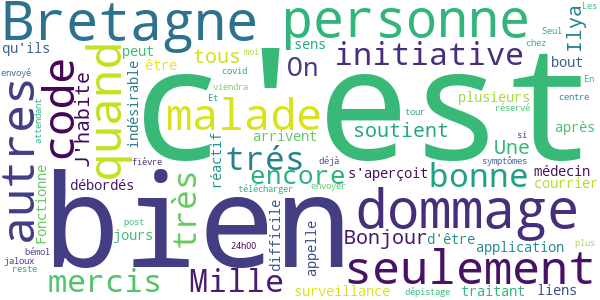 Bretagne
personne
Ilya
Les
Seul
moi
chez
qu'ils
peut
tous
sens
initiative
bout
envoyé
être
covid
On
code
quand
c'est
J'habite
indésirable
viendra
Et
malade
plusieurs
En
centre
réservé
autres
attendant
tour
après
arrivent
soutient
si
Une
trés
réactif
fièvre
déjà
symptômes
Fonctionne
débordés
très
encore
s'aperçoit
bonne
médecin
courrier
télécharger
envoyer
bien
dommage
post
jours
difficile
appelle
24h00
Bonjour
d'être
application
plus
bémol
jaloux
reste
mercis
Mille
seulement
surveillance
dépistage
traitant
liens